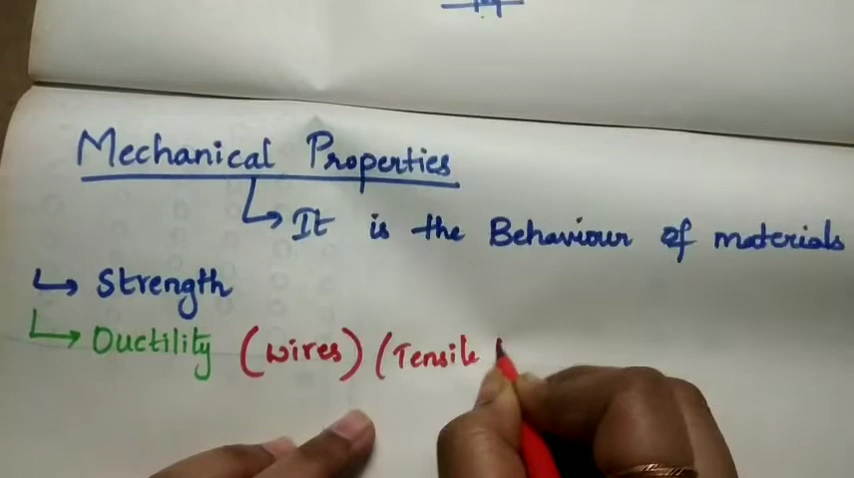 Mechanical Properties
It is the Behaviour of materials
Strength
Ductility (wires) (Tensile